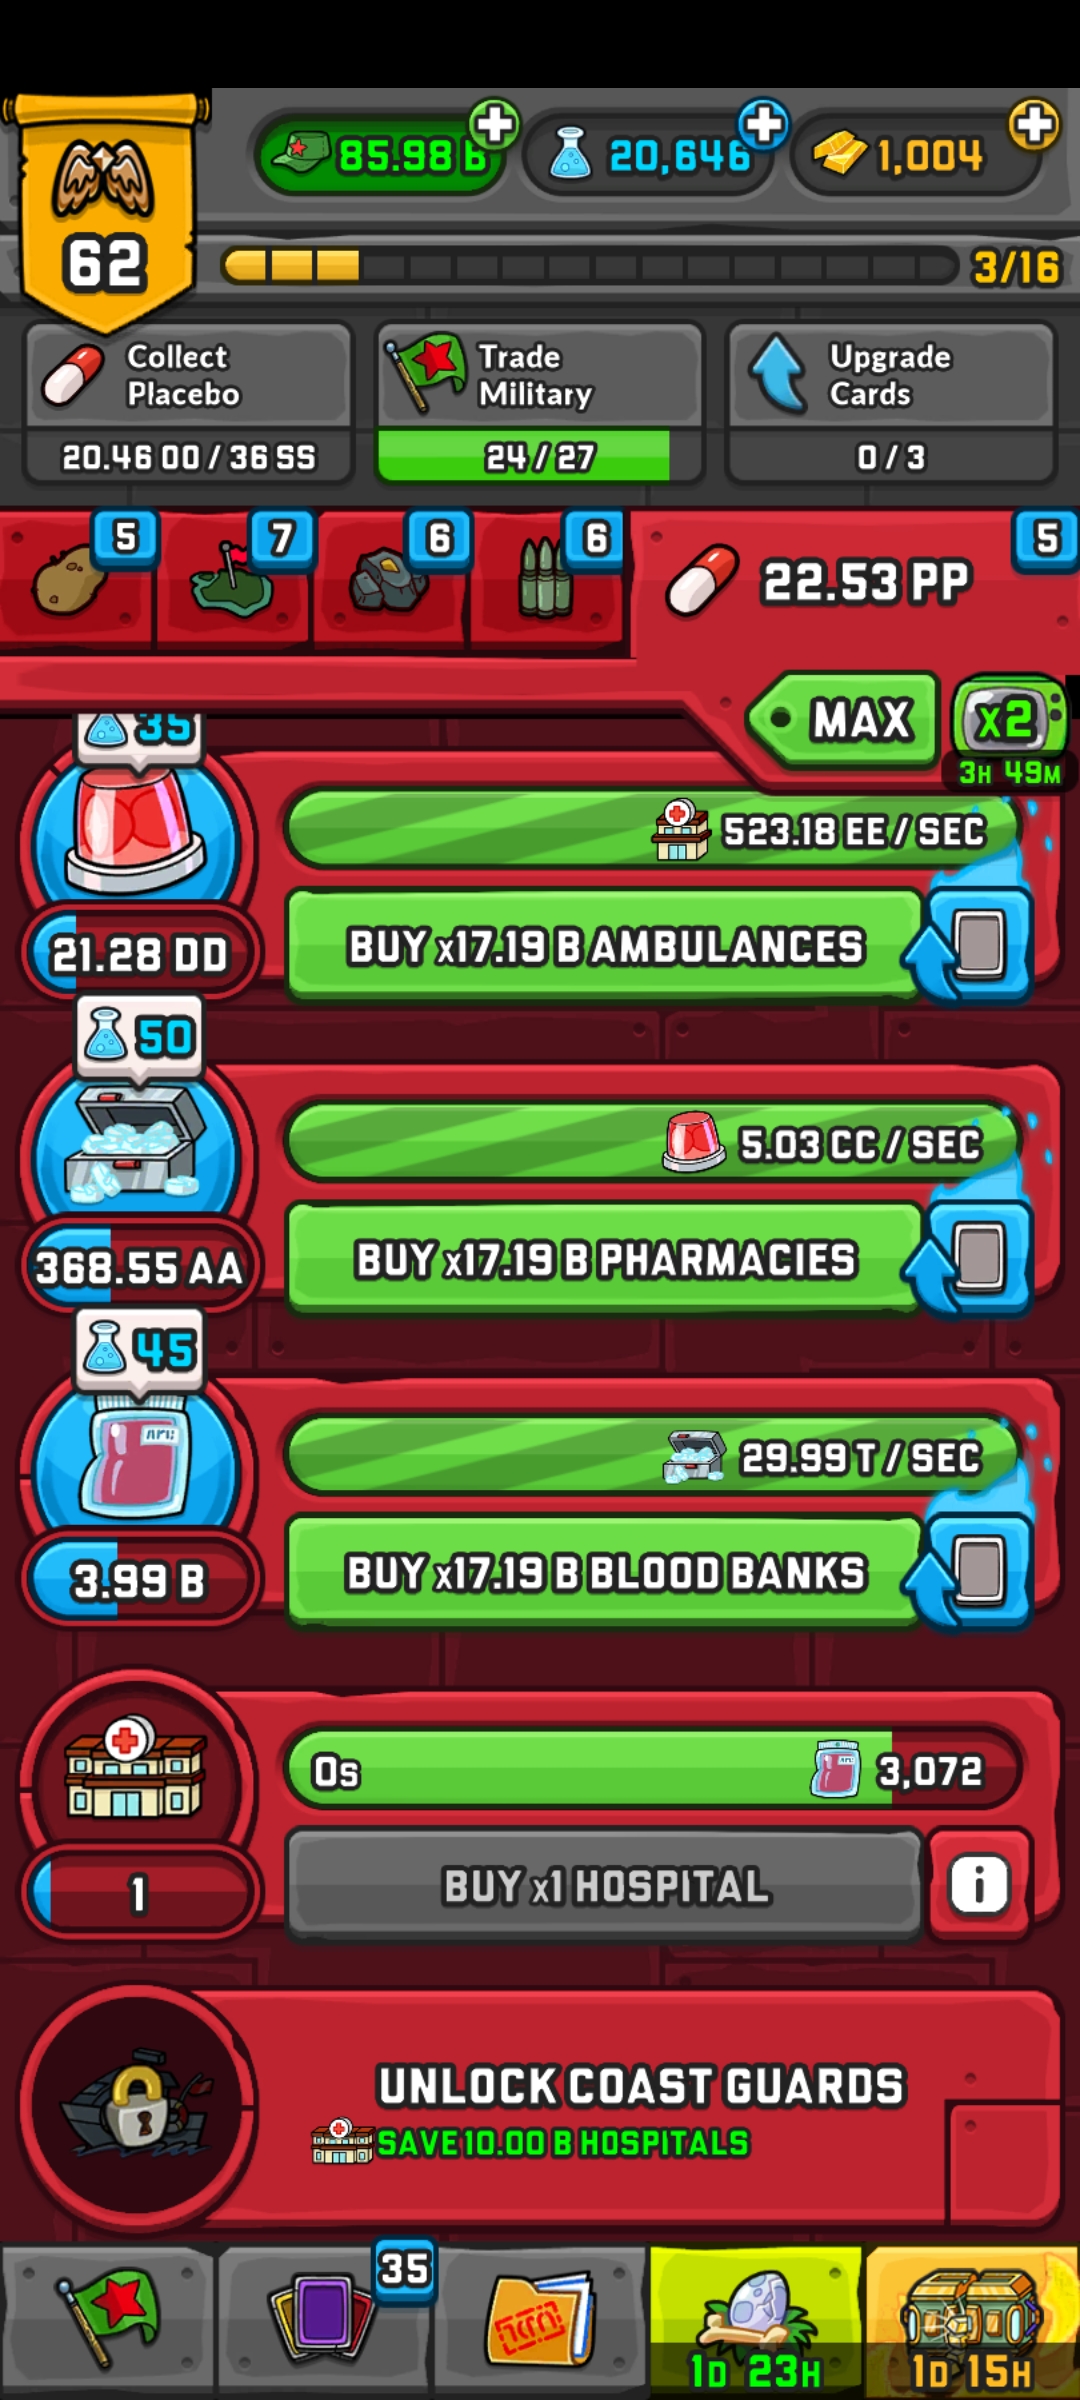 62
85.98 B
20,646
1,004
3/16
Collect
Placebo
20.46 OO / 36 SS
Trade
Military
24 / 27
Upgrade
Cards
0 / 3
5
7
6
6
5
22.53 PP
MAX
x2
3H 49M
35
523.18 EE / SEC
21.28 DD
BUY x17.19 B AMBULANCES
50
5.03 CC / SEC
368.55 AA
BUY x17.19 B PHARMACIES
45
29.99 T / SEC
3.99 B
BUY x17.19 B BLOOD BANKS
0s
3,072
1
BUY x1 HOSPITAL
i
UNLOCK COAST GUARDS
SAVE 10.00 B HOSPITALS
35
1D 23H
1D 15H